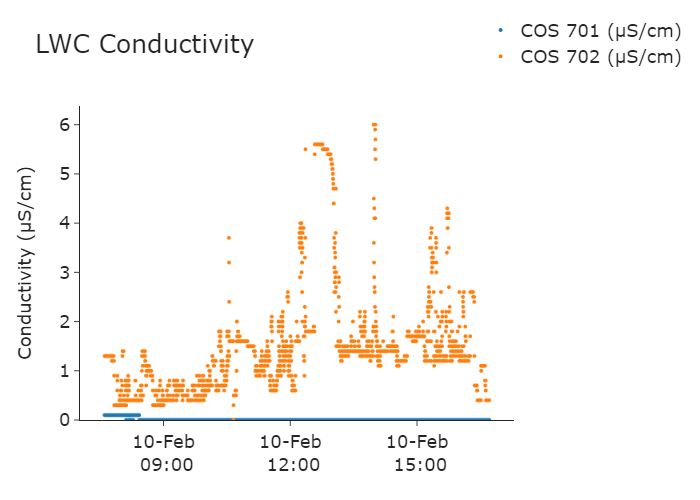 LWC Conductivity
COS 701 (μS/cm)
COS 702 (μS/cm)
Conductivity (μS/cm)
6
5
4
3
2
1
0
10-Feb
09:00
10-Feb
12:00
10-Feb
15:00